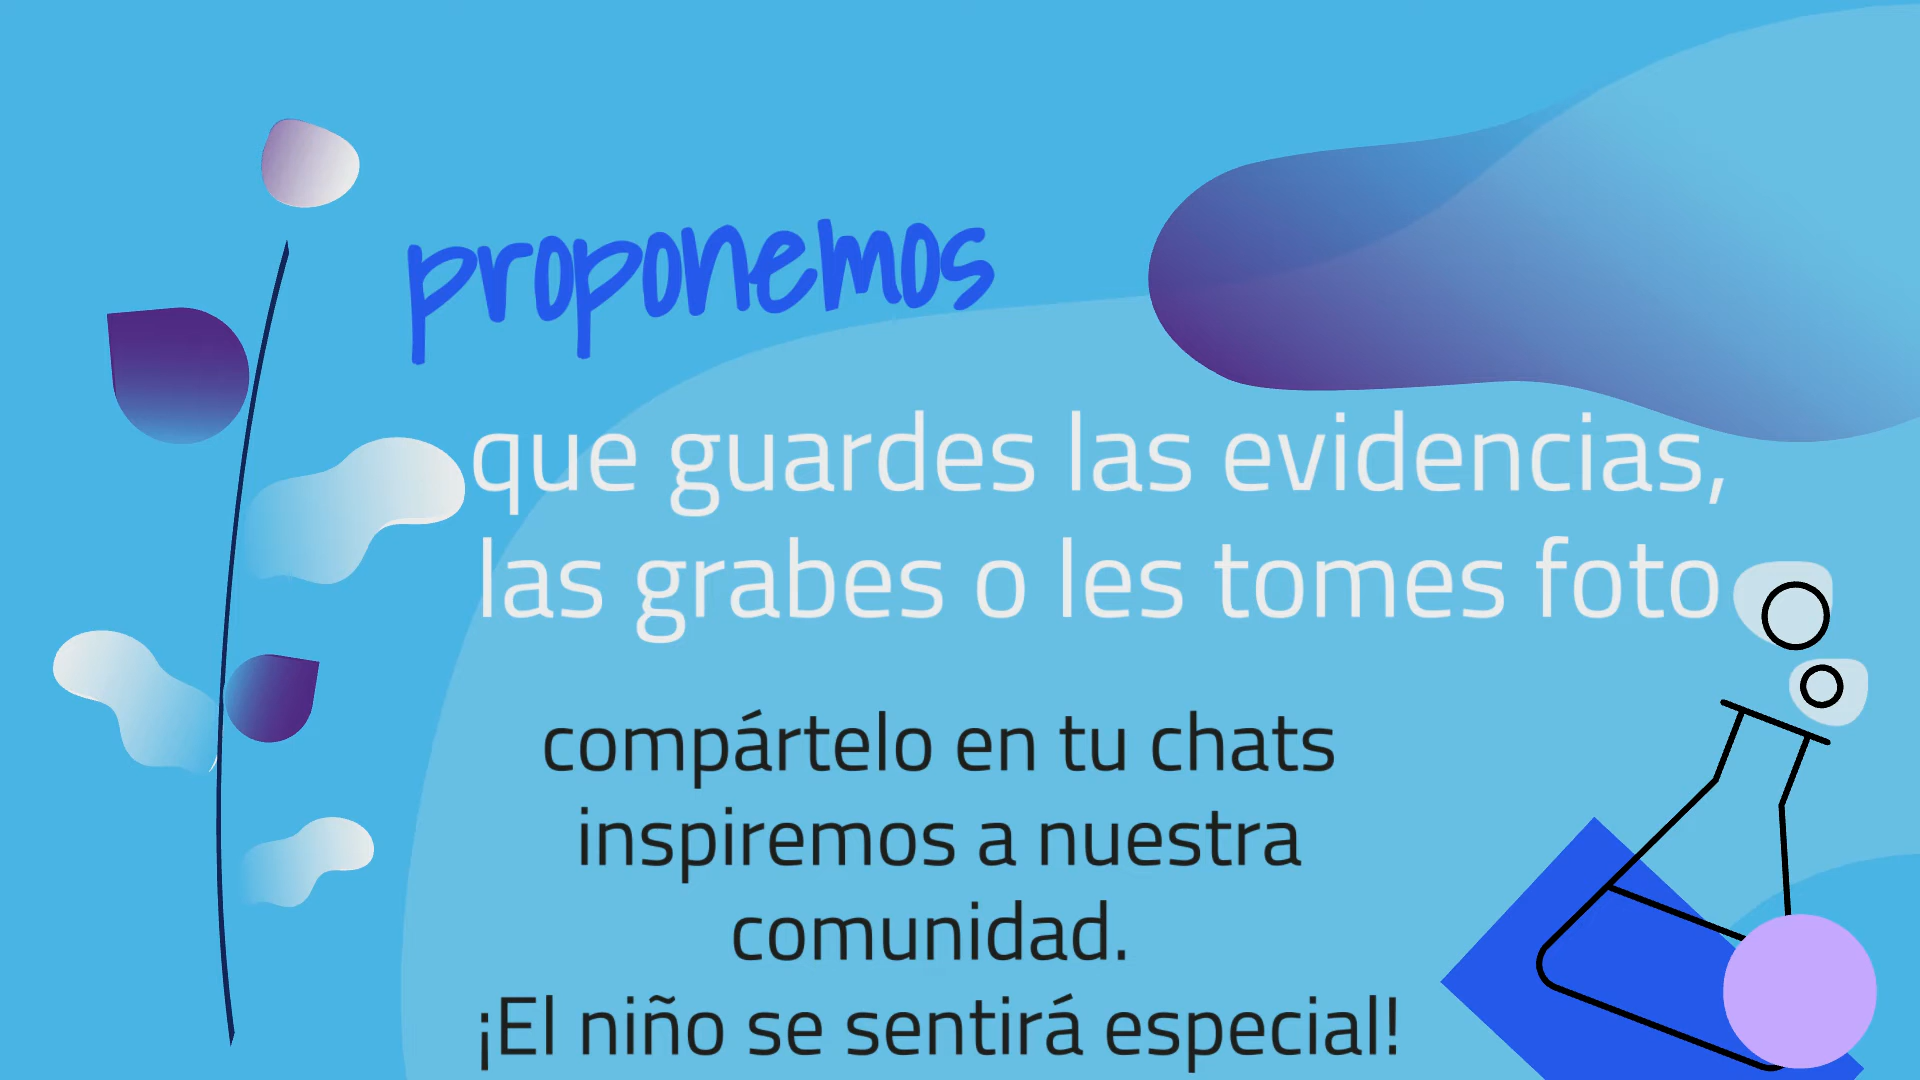 proponemos
que guardes las evidencias,
las grabes o les tomes foto
compártelo en tu chats
inspiremos a nuestra
comunidad.
¡El niño se sentirá especial!